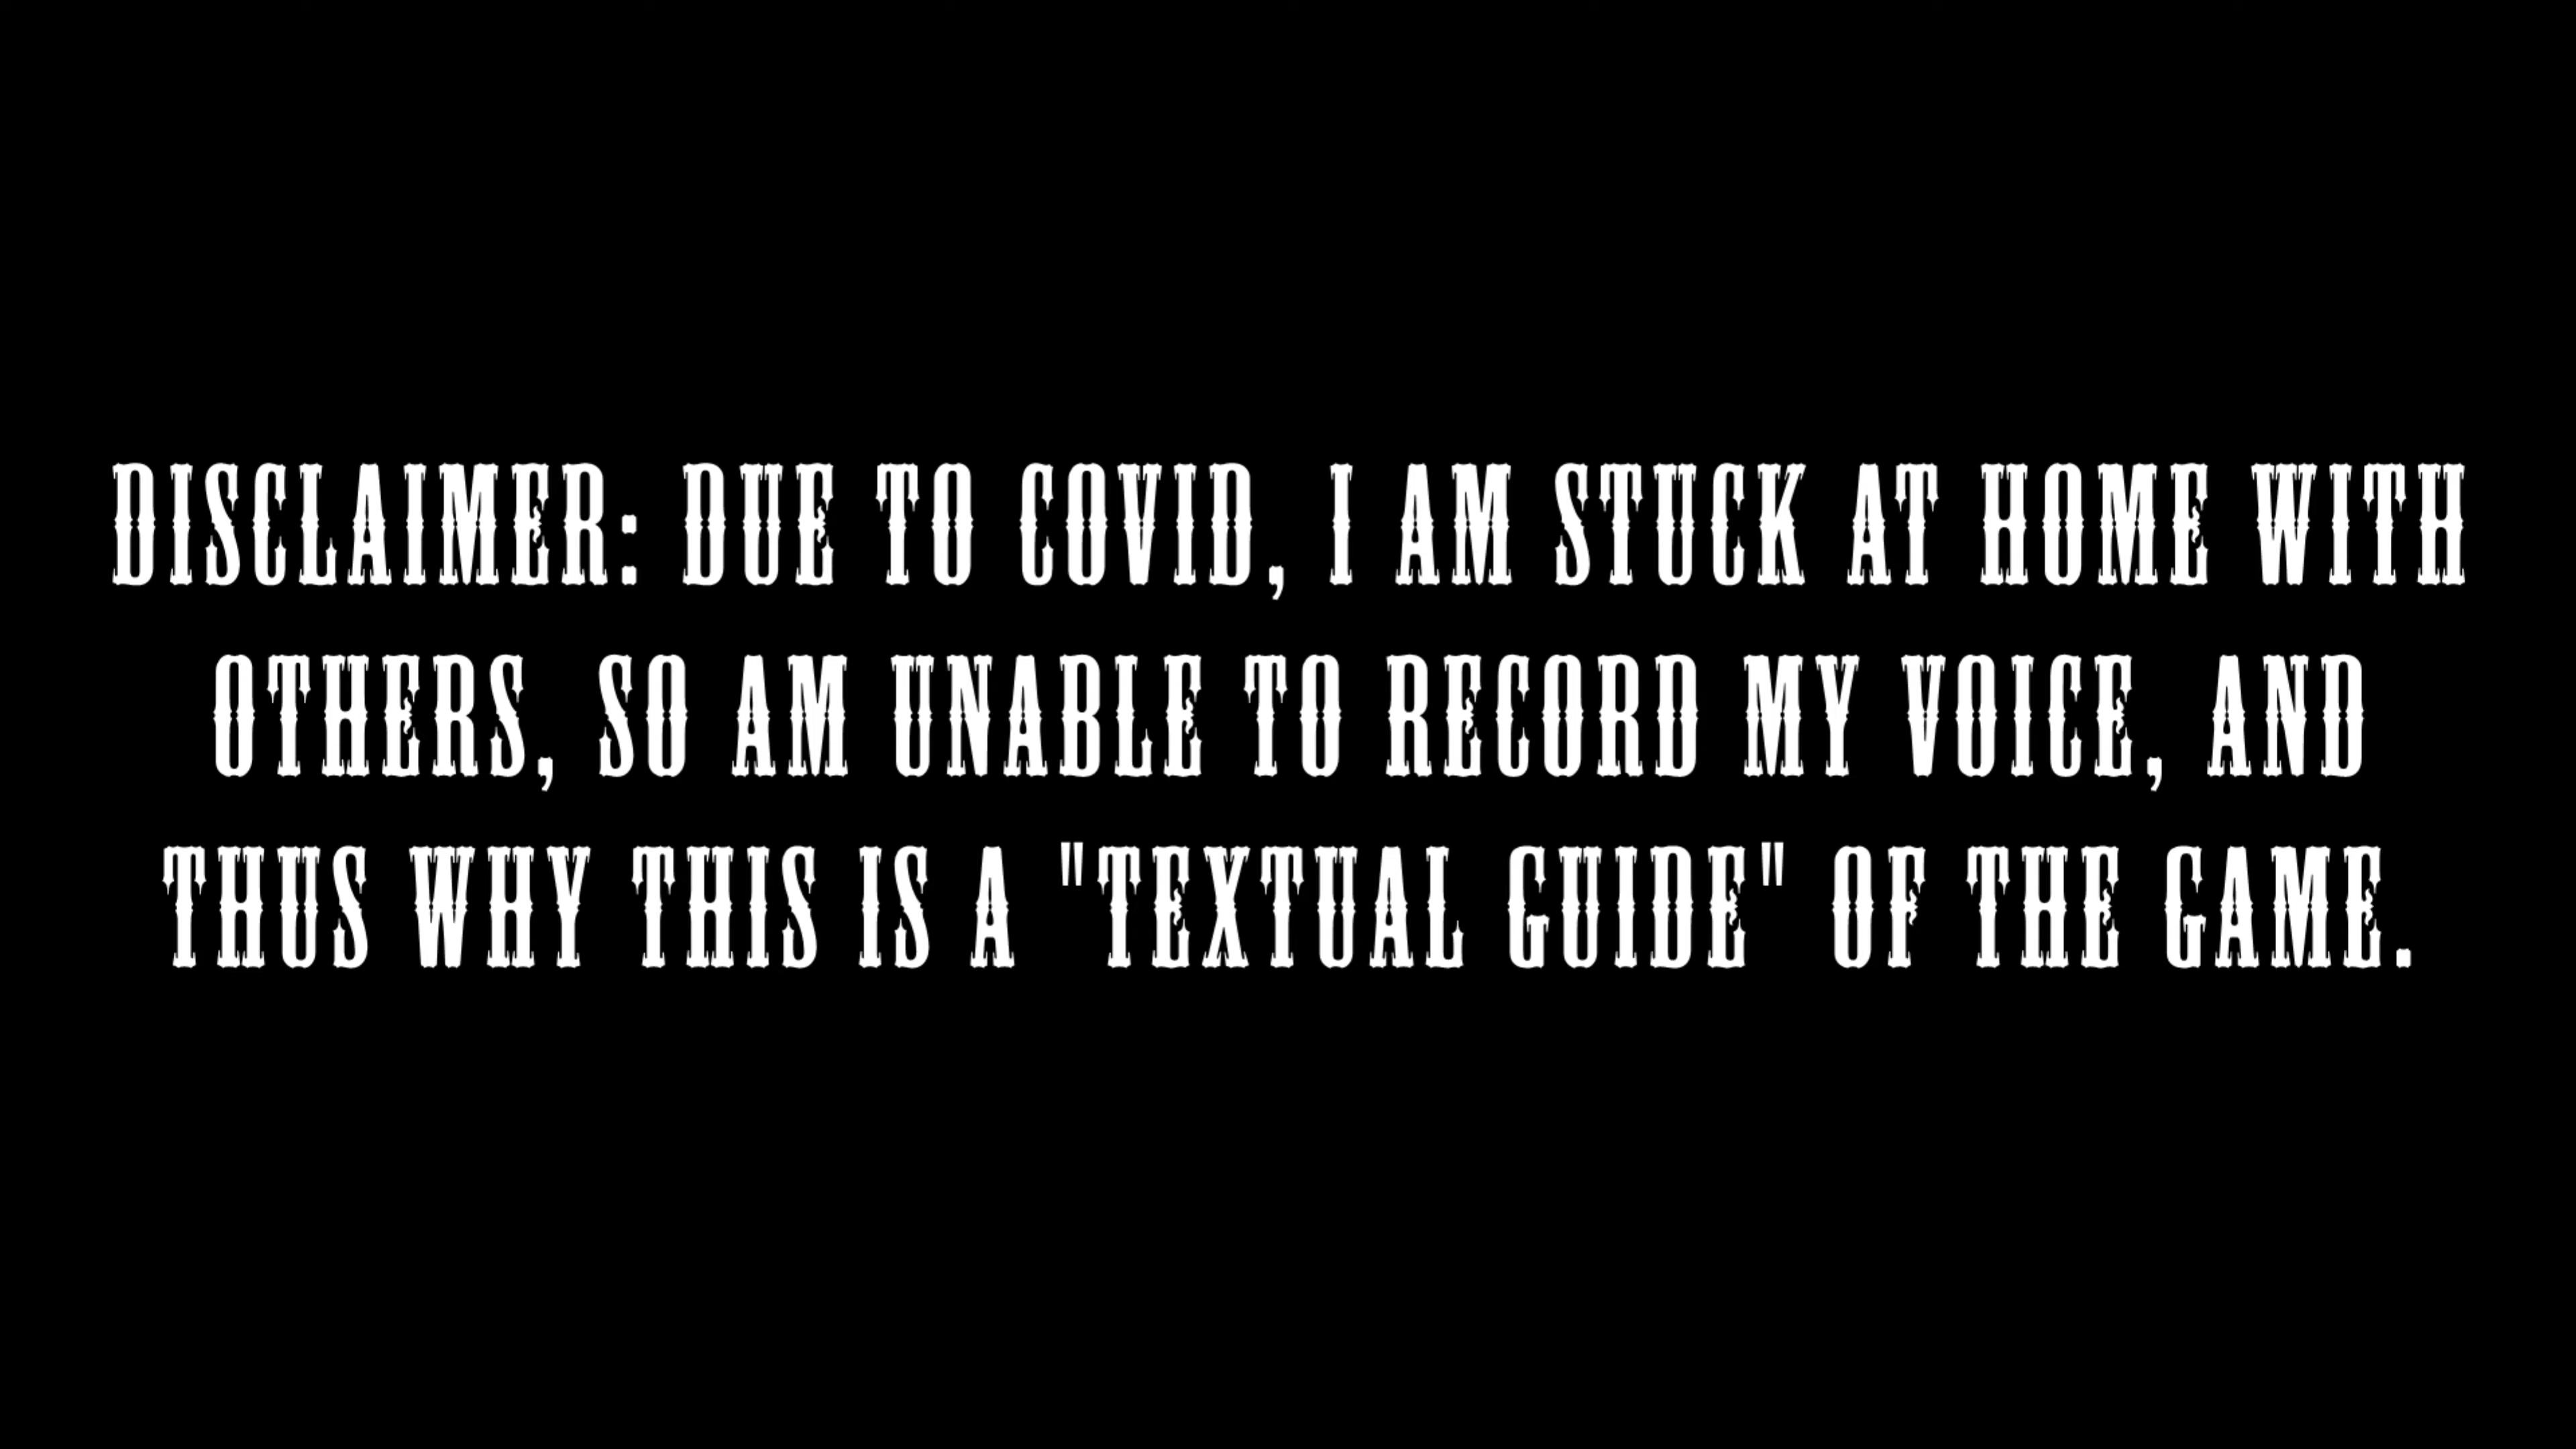 DISCLAIMER: DUE TO COVID, I AM STUCK AT HOME WITH
OTHERS, SO AM UNABLE TO RECORD MY VOICE, AND
THUS WHY THIS IS A "TEXTUAL GUIDE" OF THE GAME.